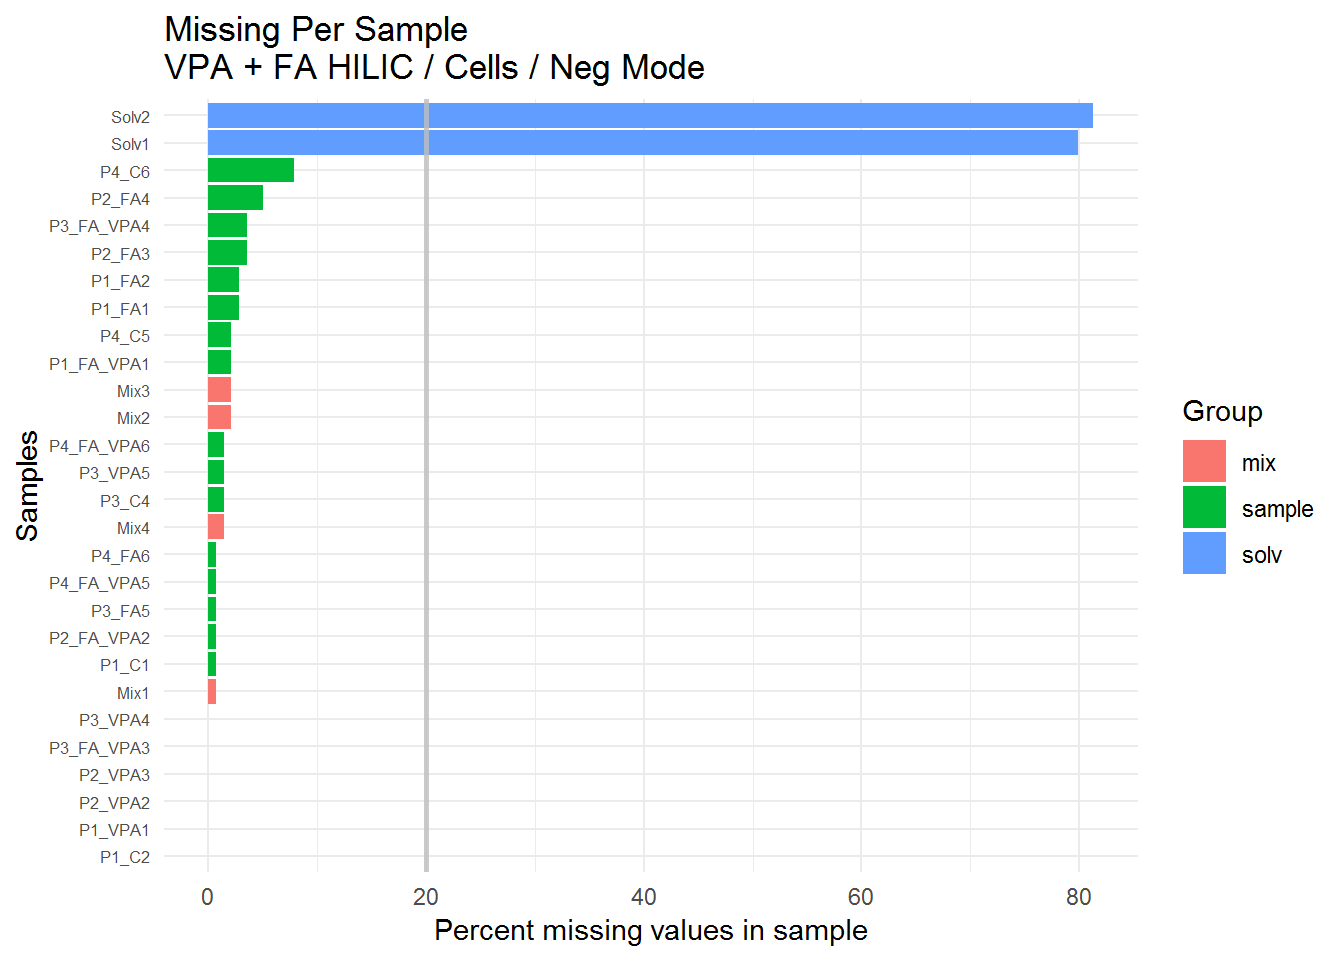 Missing Per Sample
VPA + FA HILIC / Cells / Neg Mode
Solv2
Solv1
P4_C6
P2_FA4
P3_FA_VPA4
P2_FA3
P1_FA2
P1_FA1
P4_C5
P1_FA_VPA1
Mix3
Mix2
P4_FA_VPA6
P3_VPA5
P3_C4
Mix4
P4_FA6
P4_FA_VPA5
P3_FA5
P2_FA_VPA2
P1_C1
Mix1
P3_VPA4
P3_FA_VPA3
P2_VPA3
P2_VPA2
P1_VPA1
P1_C2
Samples
0 20 40 60 80
Percent missing values in sample
Group
mix
sample
solv